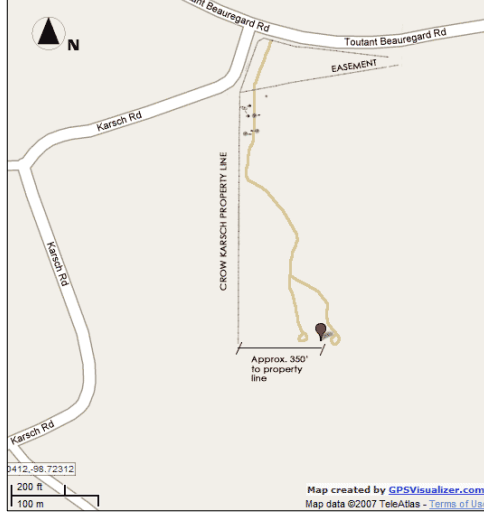 nt Beauregard Rd
Toutant Beauregard Rd
N
EASEMENT
Karsch Rd
CROW KARSCH PROPERTY LINE
Karsch Rd
Approx. 350'
to property
line
Karsch Rd
0412,-98.72312
200 ft
100 m
Map created by GPSVisualizer.com
Map data ©2007 TeleAtlas - Terms of Use